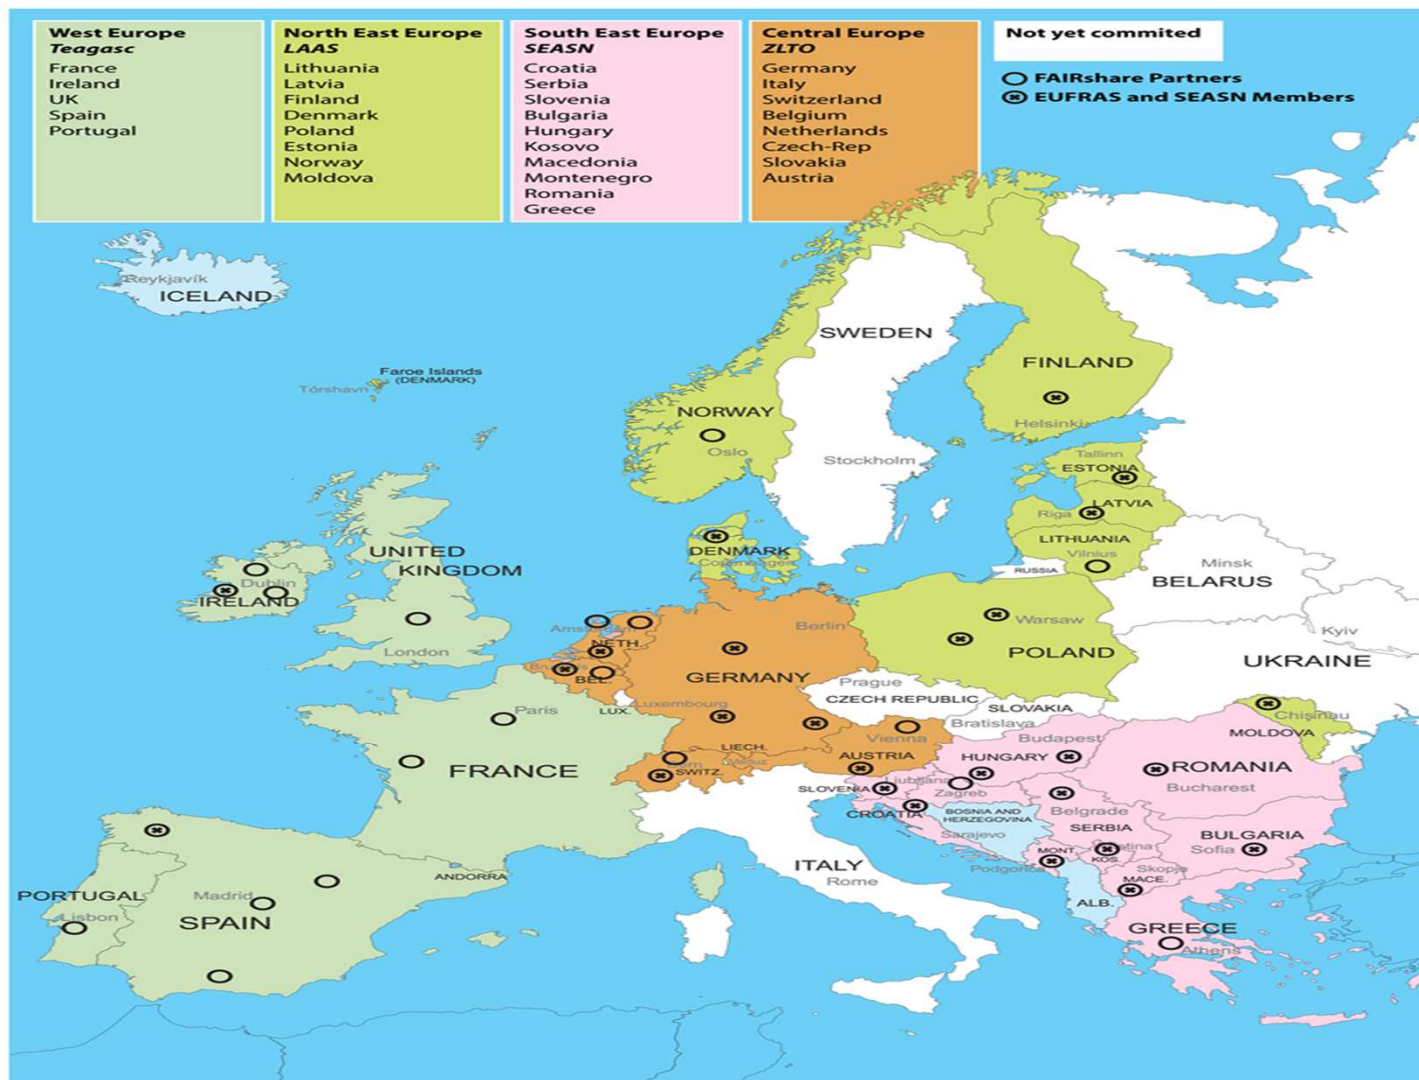 West Europe
Teagasc
France
Ireland
UK
Spain
Portugal
North East Europe
LAAS
Lithuania
Latvia
Finland
Denmark
Poland
Estonia
Norway
Moldova
South East Europe
SEASN
Croatia
Serbia
Slovenia
Bulgaria
Hungary
Kosovo
Macedonia
Montenegro
Romania
Greece
Central Europe
ZLTO
Germany
Italy
Switzerland
Belgium
Netherlands
Czech-Rep
Slovakia
Austria
Not yet commited
FAIRshare Partners
EUFRAS and SEASN Members
Reykjavík
ICELAND
SWEDEN
FINLAND
Faroe Islands
(DENMARK)
Tórshavn
NORWAY
Helsinki
Oslo
Tallinn
Stockholm
ESTONIA
LATVIA
Riga
LITHUANIA
UNITED
KINGDOM
DENMARK
Copenhagen
Vilnius
RUSSIA
Minsk
BELARUS
Dublin
IRELAND
London
Amsterdam
Berlin
Warsaw
Kyiv
NETH.
POLAND
UKRAINE
BEL.
GERMANY
Prague
CZECH REPUBLIC
Luxembourg
LUX.
SLOVAKIA
Paris
Bratislava
Chișinau
Vienna
Budapest
MOLDOVA
LIECH.
AUSTRIA
HUNGARY
Vaduz
Bern
SWITZ.
FRANCE
ROMANIA
Ljubljana
SLOVENIA
Zagreb
Bucharest
CROATIA
BOSNIA AND
HERZEGOVINA
Belgrade
SERBIA
Sarajevo
BULGARIA
Sofia
MONT.
KOS.
Podgorica
Skopje
MACE.
ITALY
Rome
ANDORRA
PORTUGAL
Madrid
ALB.
Lisbon
SPAIN
GREECE
Athens